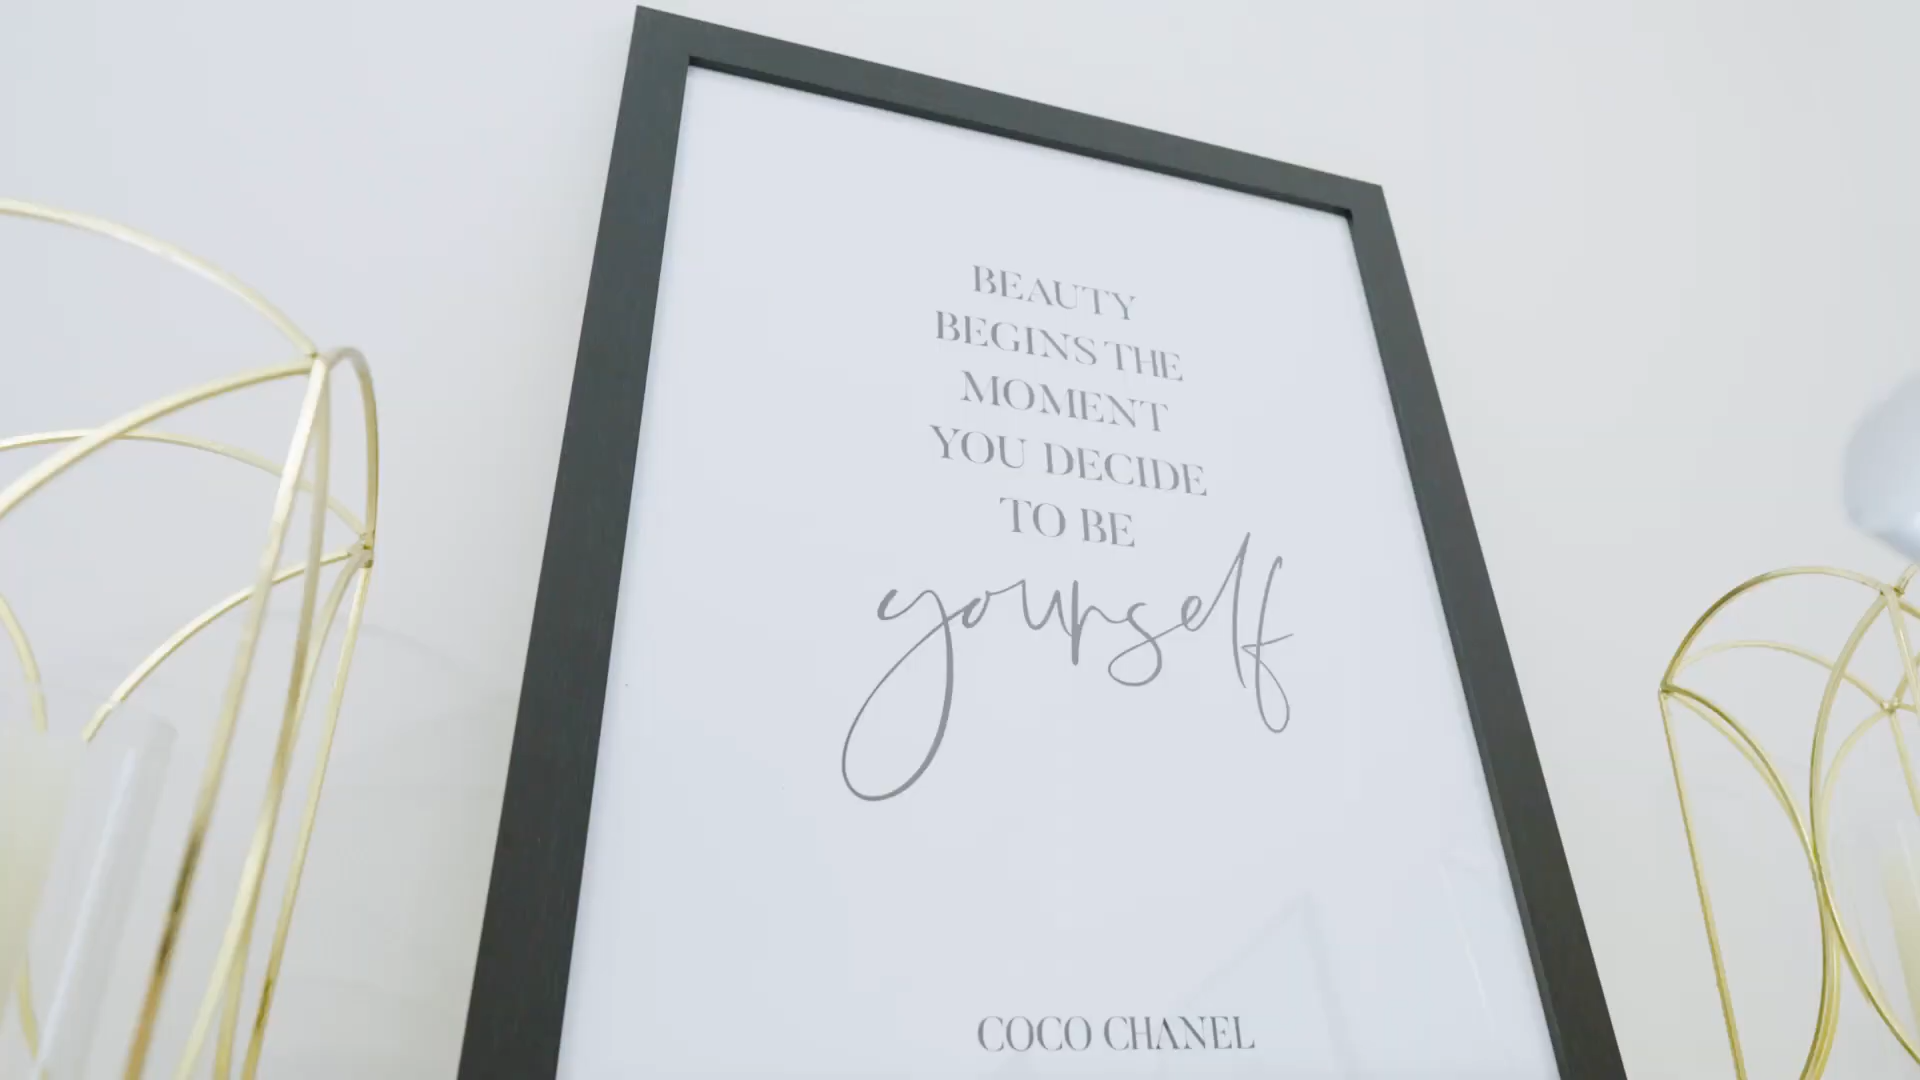 BEAUTY
BEGINS THE
MOMENT
YOU DECIDE
TO BE
yourself
COCO CHANEL